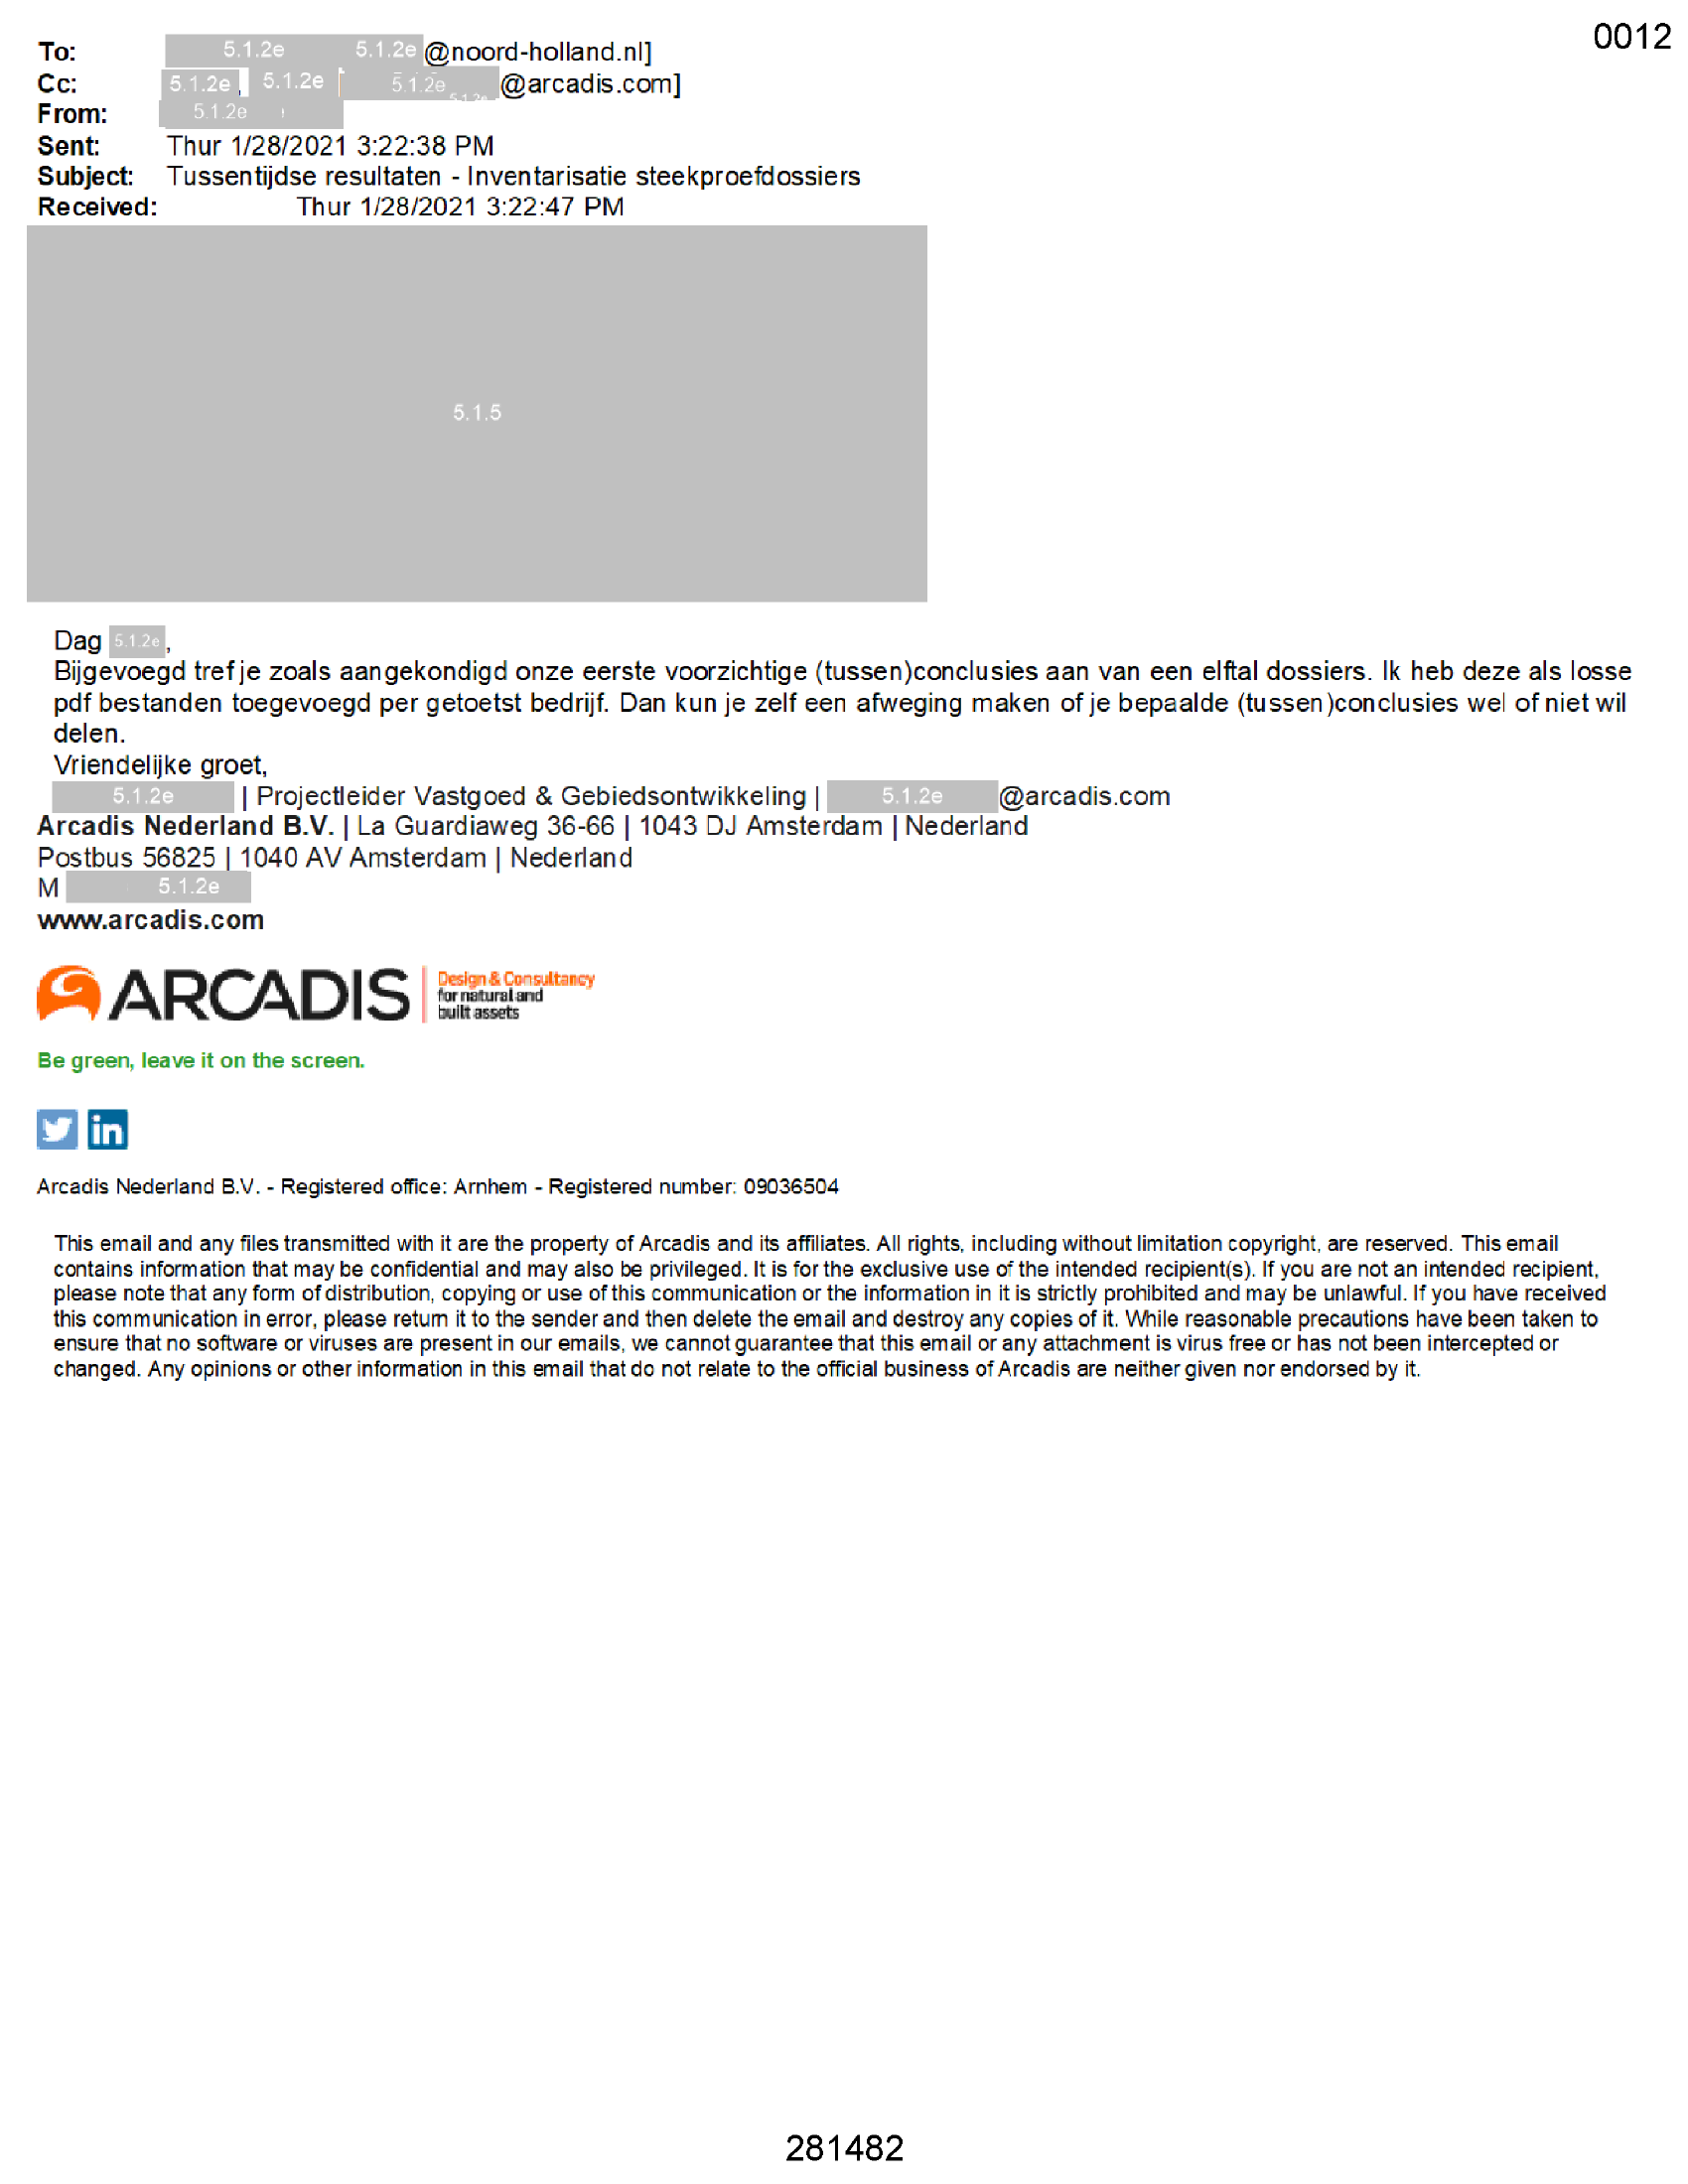 0012
To: 5.1.2e 5.1.2e @noord-holland.nl]
Cc: 5.1.2e , 5.1.2e 5.1.2e 5.1.2e @arcadis.com]
From: 5.1.2e
Sent: Thur 1/28/2021 3:22:38 PM
Subject: Tussentijdse resultaten - Inventarisatie steekproefdossiers
Received: Thur 1/28/2021 3:22:47 PM
5.1.5
Dag 5.1.2e ,
Bijgevoegd tref je zoals aangekondigd onze eerste voorzichtige (tussen)conclusies aan van een elftal dossiers. Ik heb deze als losse
pdf bestanden toegevoegd per getoetst bedrijf. Dan kun je zelf een afweging maken of je bepaalde (tussen)conclusies wel of niet wil
delen.
Vriendelijke groet,
5.1.2e | Projectleider Vastgoed & Gebiedsontwikkeling | 5.1.2e @arcadis.com
Arcadis Nederland B.V. | La Guardiaweg 36-66 | 1043 DJ Amsterdam | Nederland
Postbus 56825 | 1040 AV Amsterdam | Nederland
M 5.1.2e
www.arcadis.com
ARCADIS
Design & Consultancy
for natural and
built assets
Be green, leave it on the screen.
in
Arcadis Nederland B.V. - Registered office: Arnhem - Registered number: 09036504
This email and any files transmitted with it are the property of Arcadis and its affiliates. All rights, including without limitation copyright, are reserved. This email
contains information that may be confidential and may also be privileged. It is for the exclusive use of the intended recipient(s). If you are not an intended recipient,
please note that any form of distribution, copying or use of this communication or the information in it is strictly prohibited and may be unlawful. If you have received
this communication in error, please return it to the sender and then delete the email and destroy any copies of it. While reasonable precautions have been taken to
ensure that no software or viruses are present in our emails, we cannot guarantee that this email or any attachment is virus free or has not been intercepted or
changed. Any opinions or other information in this email that do not relate to the official business of Arcadis are neither given nor endorsed by it.
281482